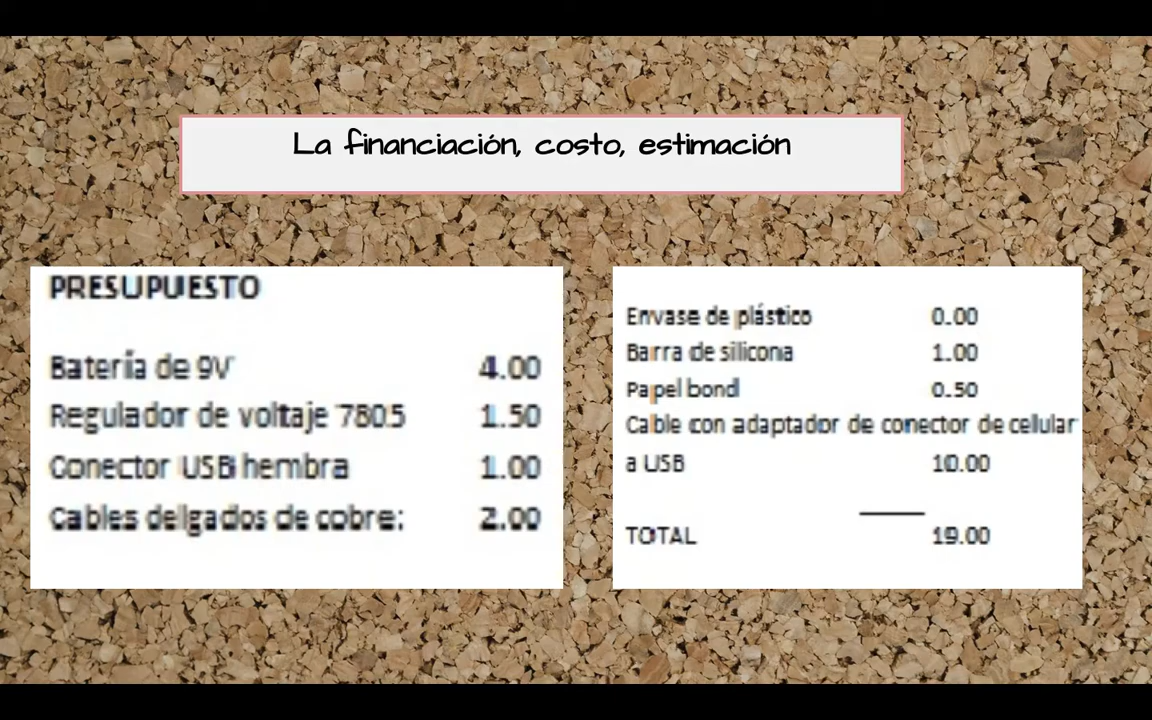 La financiación, costo, estimación
PRESUPUESTO
Batería de 9V 4.00
Regulador de voltaje 7805 1.50
Conector USB hembra 1.00
Cables delgados de cobre: 2.00
Envase de plástico 0.00
Barra de silicona 1.00
Papel bond 0.50
Cable con adaptador de conector de celular
a USB 10.00
TOTAL 19.00